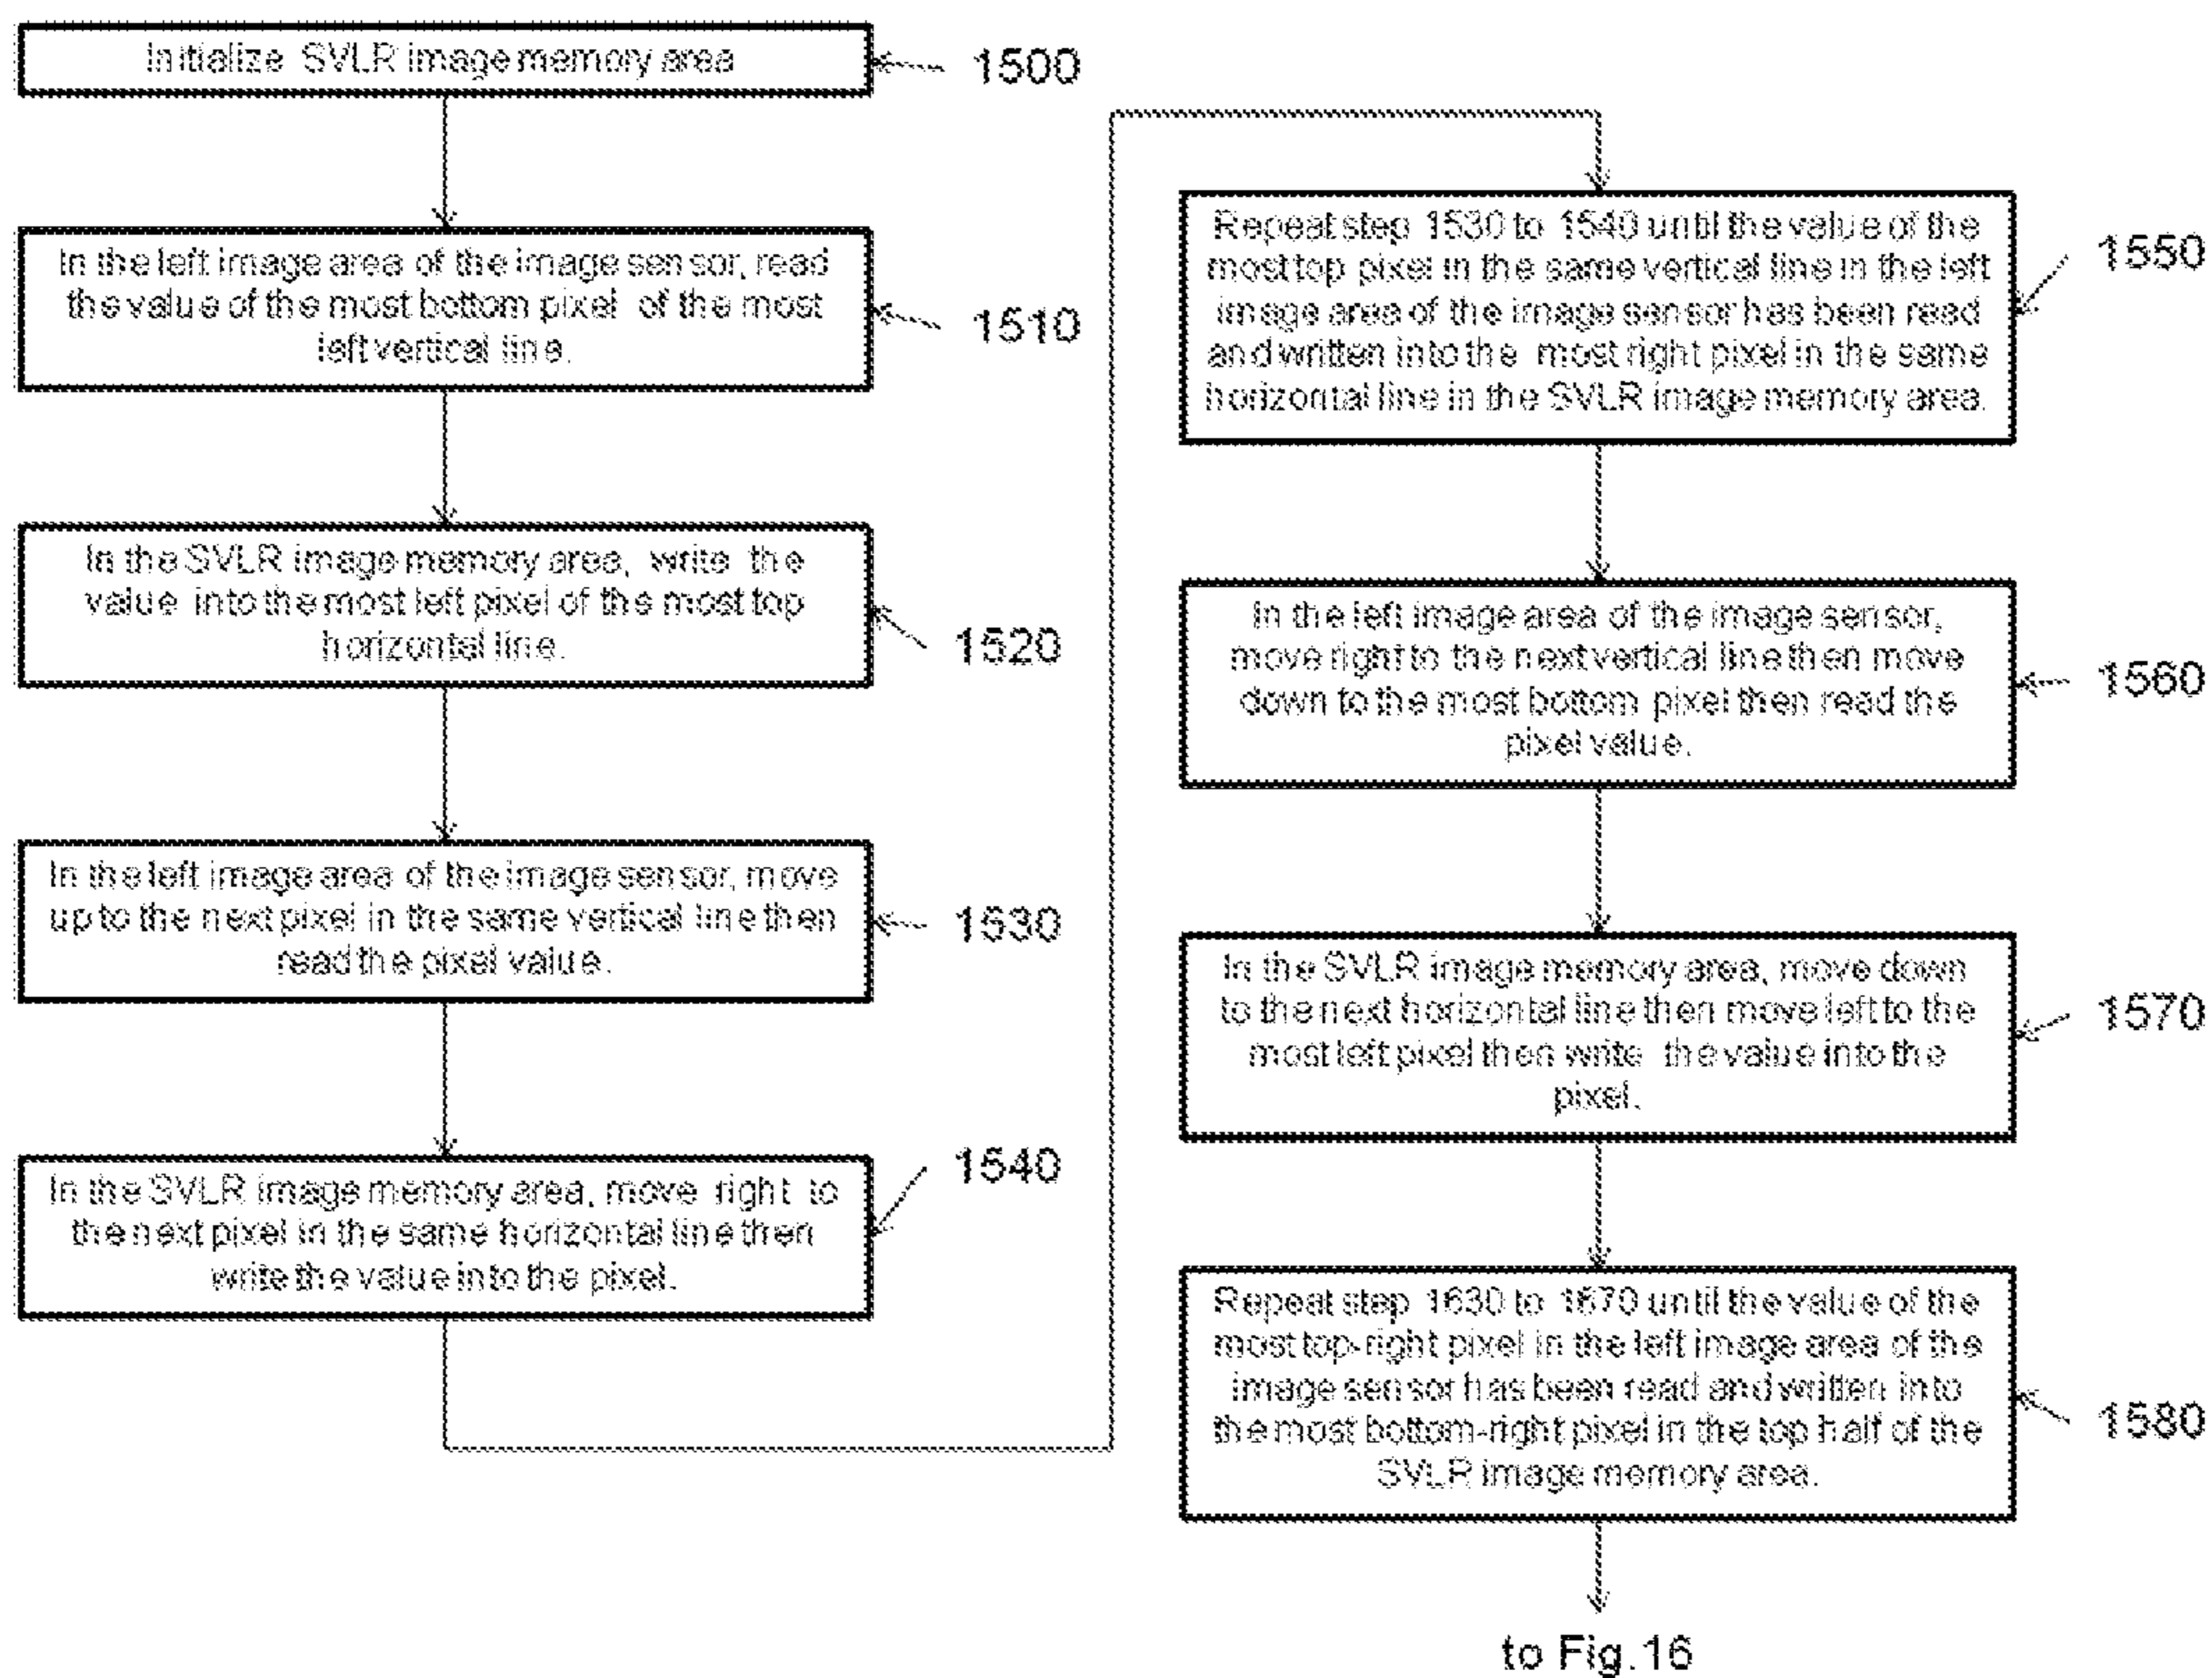 Initialize SVLR image memory area
1500
In the left image area of the image sensor, read
the value of the most bottom pixel of the most
left vertical line.
1510
In the SVLR image memory area, write the
value into the most left pixel of the most top
horizontal line.
1520
In the left image area of the image sensor, move
up to the next pixel in the same vertical line then
read the pixel value.
1530
In the SVLR image memory area, move right to
the next pixel in the same horizontal line then
write the value into the pixel.
1540
Repeat step 1530 to 1540 until the value of the
most top pixel in the same vertical line in the left
image area of the image sensor has been read
and written into the most right pixel in the same
horizontal line in the SVLR image memory area.
1550
In the left image area of the image sensor,
move right to the next vertical line then move
down to the most bottom pixel then read the
pixel value.
1560
In the SVLR image memory area, move down
to the next horizontal line then move left to the
most left pixel then write the value into the
pixel.
1570
Repeat step 1630 to 1670 until the value of the
most top-right pixel in the left image area of the
image sensor has been read and written into
the most bottom-right pixel in the top half of the
SVLR image memory area.
1580
to Fig.16